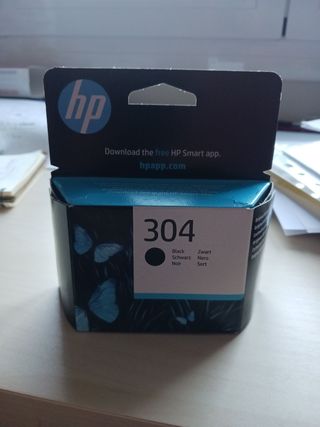 hp
Download the free HP Smart app.
hpapp.com
304
Black Zwart
Schwarz Nero
Noir Sort